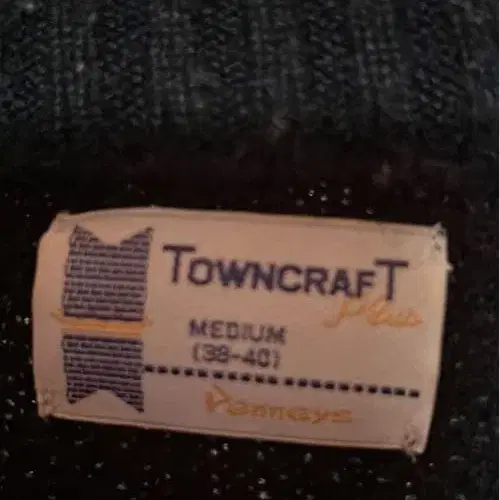 TOWNCRAFT
Plus
MEDIUM
(38-40)
Penneys